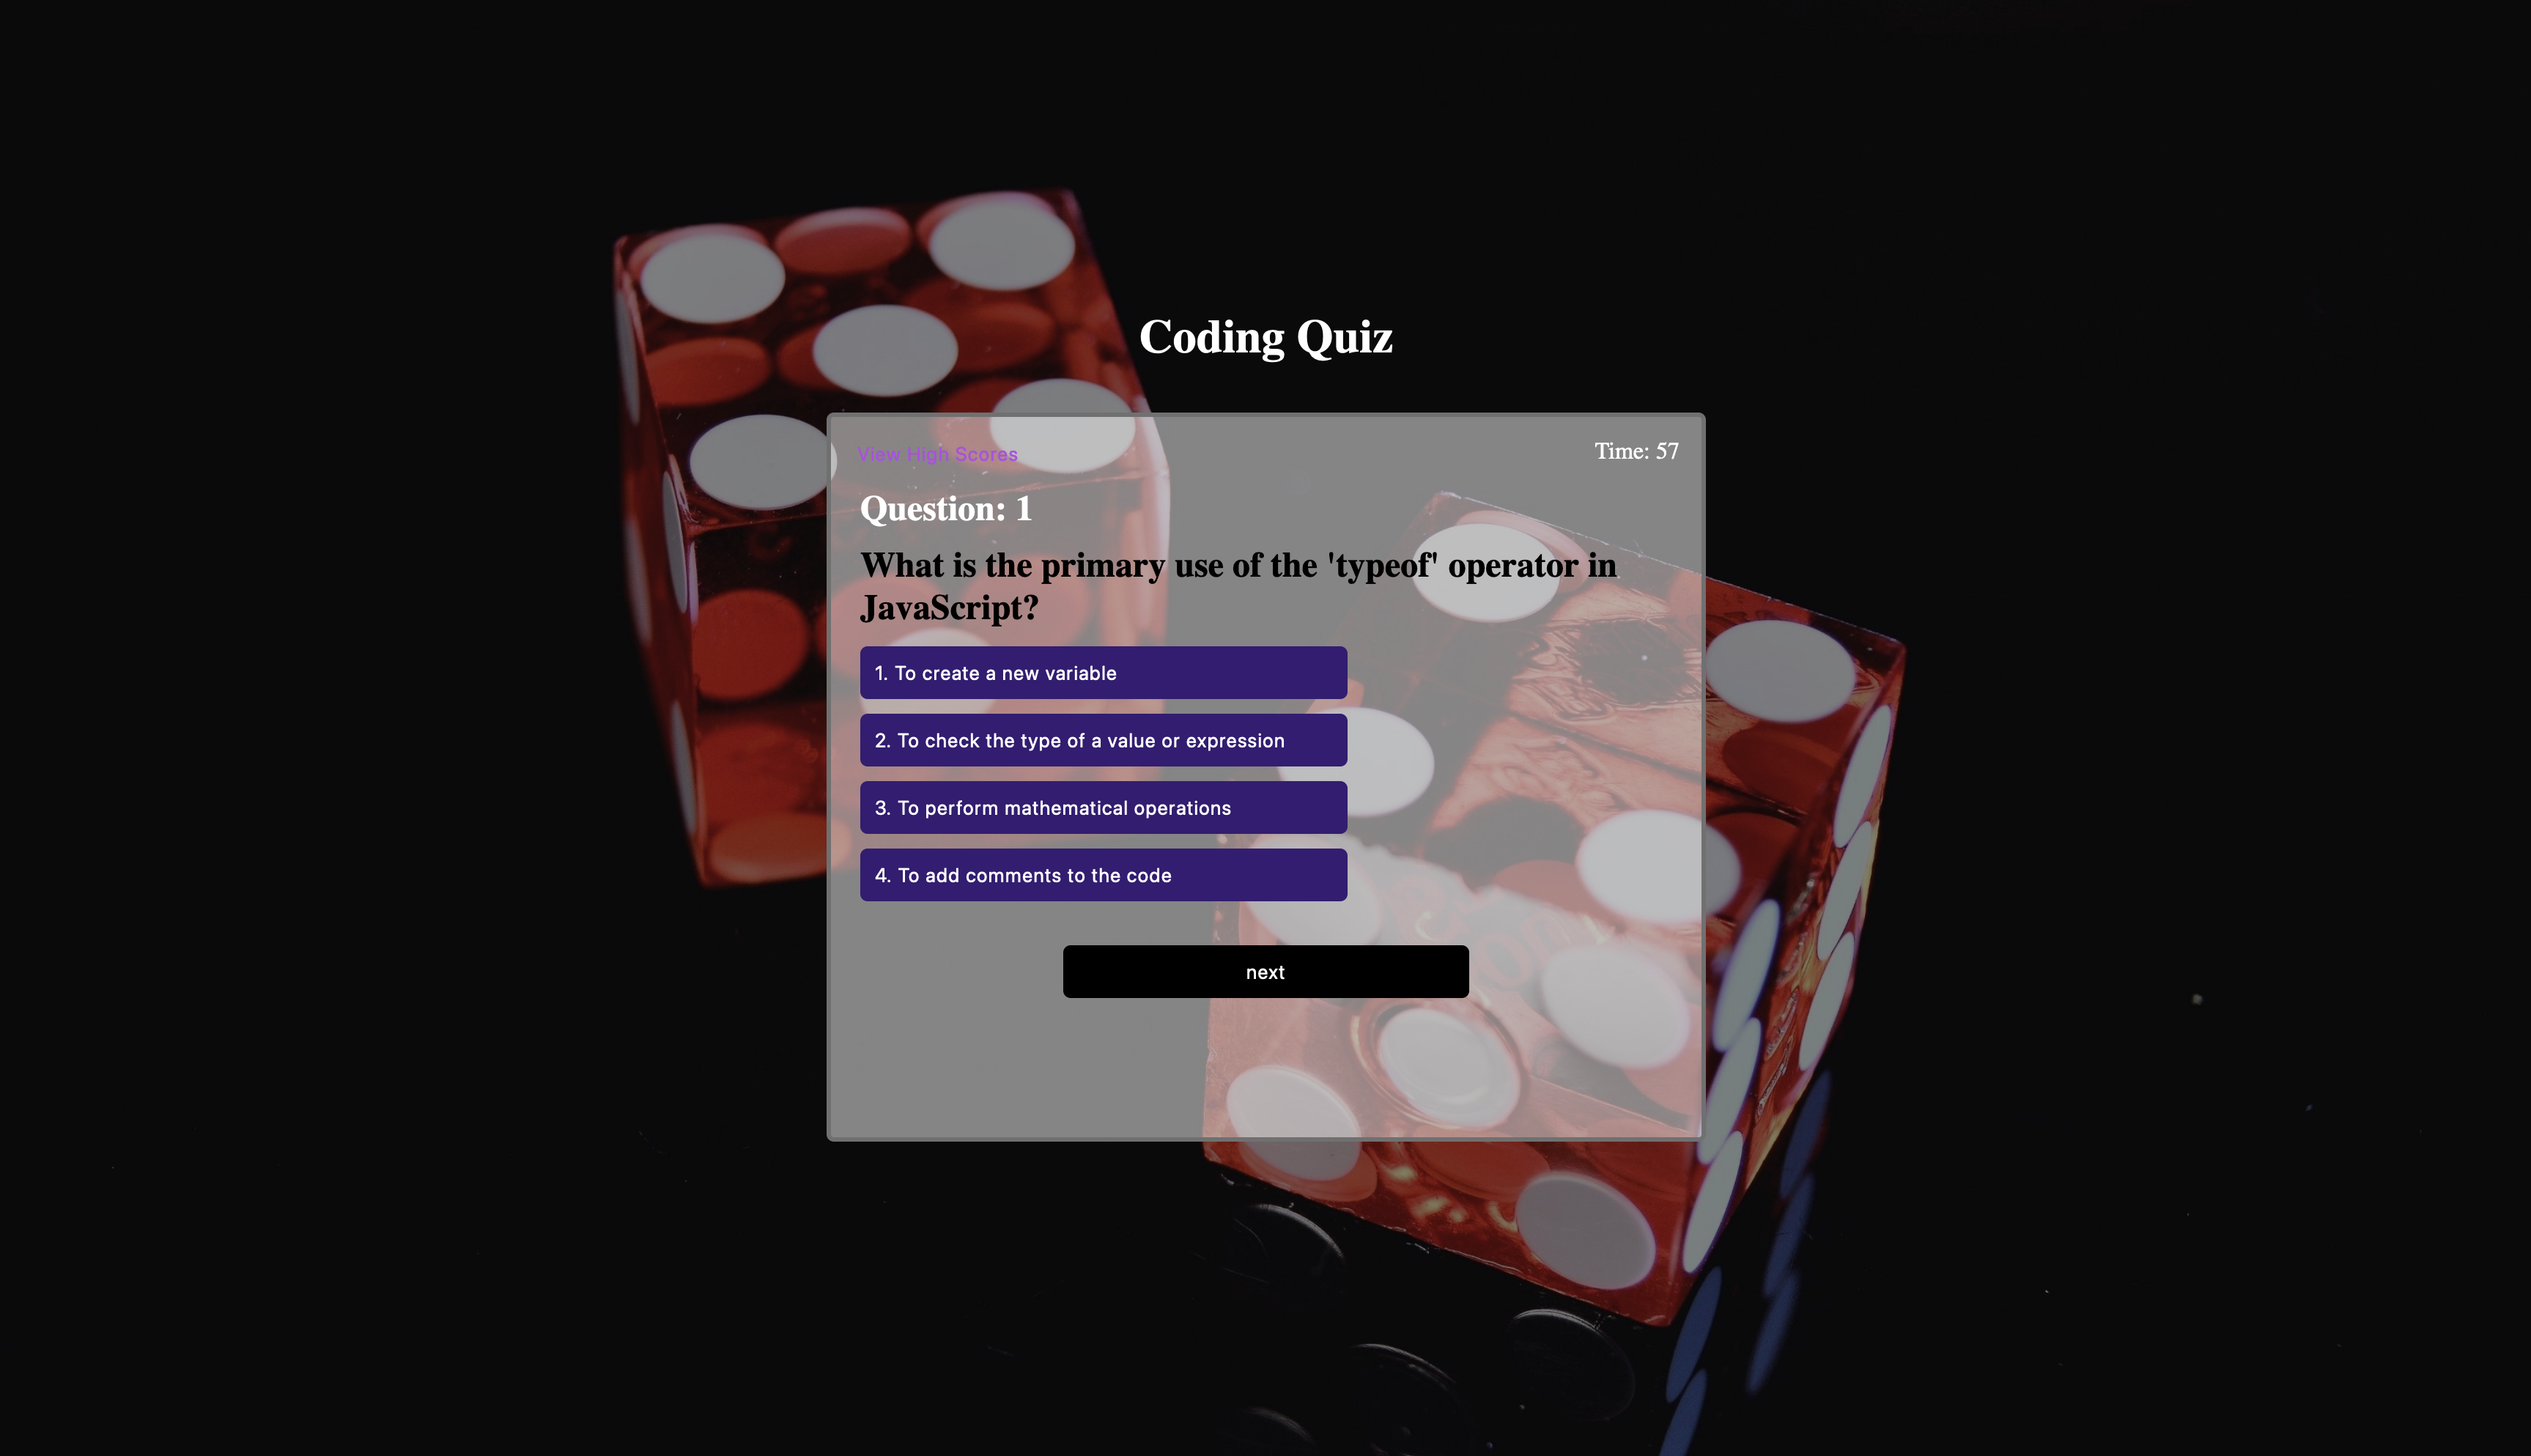 Coding Quiz
View High Scores
Time: 57
Question: 1
What is the primary use of the 'typeof' operator in
JavaScript?
1. To create a new variable
2. To check the type of a value or expression
3. To perform mathematical operations
4. To add comments to the code
next